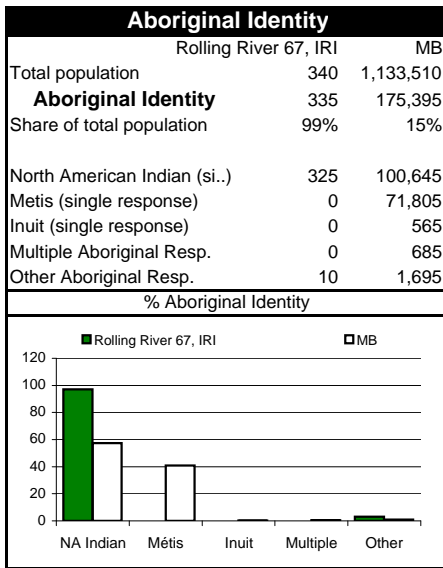 Aboriginal Identity
Rolling River 67, IRI MB
Total population 340 1,133,510
Aboriginal Identity 335 175,395
Share of total population 99% 15%
North American Indian (si..) 325 100,645
Metis (single response) 0 71,805
Inuit (single response) 0 565
Multiple Aboriginal Resp. 0 685
Other Aboriginal Resp. 10 1,695
% Aboriginal Identity
Rolling River 67, IRI MB
120
100
80
60
40
20
0
NA Indian Métis Inuit Multiple Other